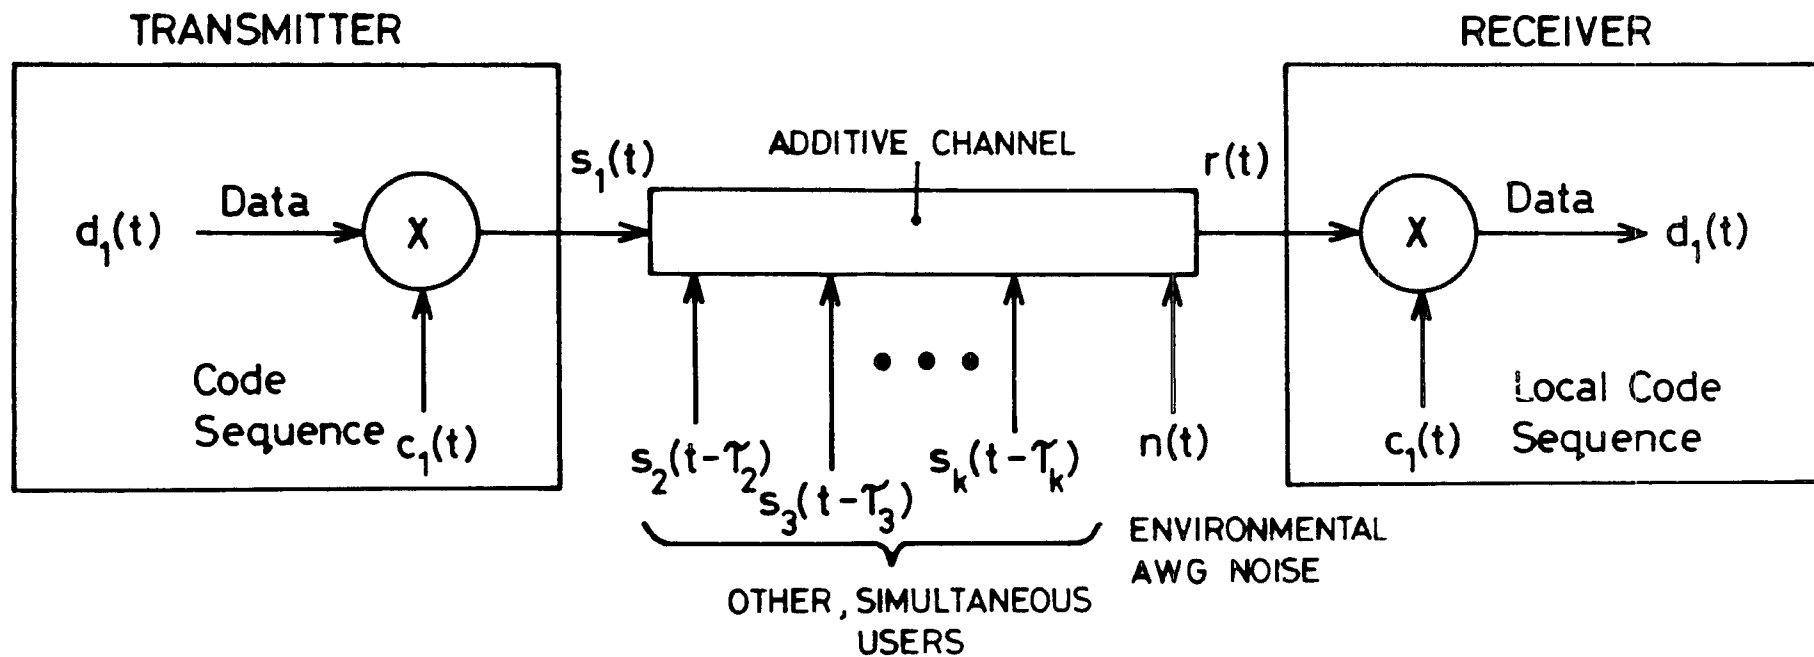 TRANSMITTER
RECEIVER
ADDITIVE CHANNEL
s₁(t)
r(t)
d₁(t)
Data
X
X
Data
d₁(t)
Code
Sequence
c₁(t)
s₂(t-τ₂)
s₃(t-τ₃)
• • •
sₖ(t-τₖ)
n(t)
c₁(t)
Local Code
Sequence
ENVIRONMENTAL
AWG NOISE
OTHER, SIMULTANEOUS
USERS